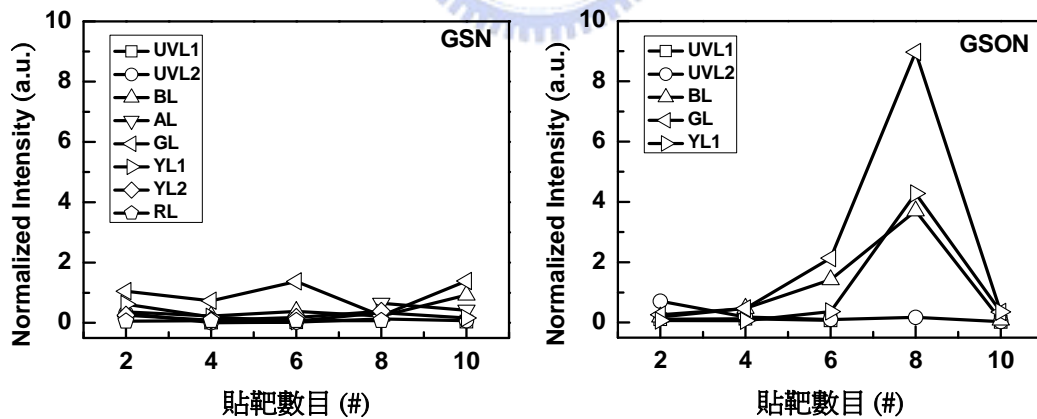 GSN
UVL1
UVL2
BL
AL
GL
YL1
YL2
RL
Normalized Intensity (a.u.)
10
8
6
4
2
0
2 4 6 8 10
貼靶數目 (#)
GSON
UVL1
UVL2
BL
GL
YL1
Normalized Intensity (a.u.)
10
8
6
4
2
0
2 4 6 8 10
貼靶數目 (#)